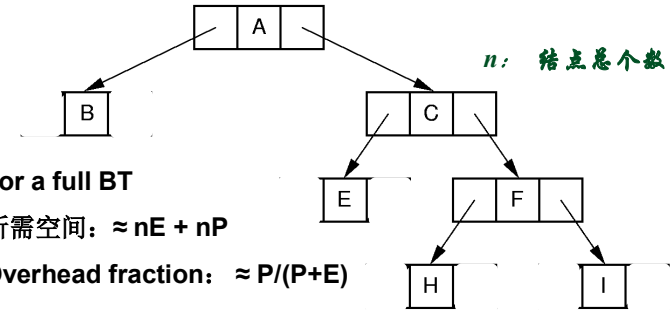 A
n： 结点总个数
B
C
or a full BT
E
F
所需空间：≈ nE + nP
Overhead fraction： ≈ P/(P+E)
H
I